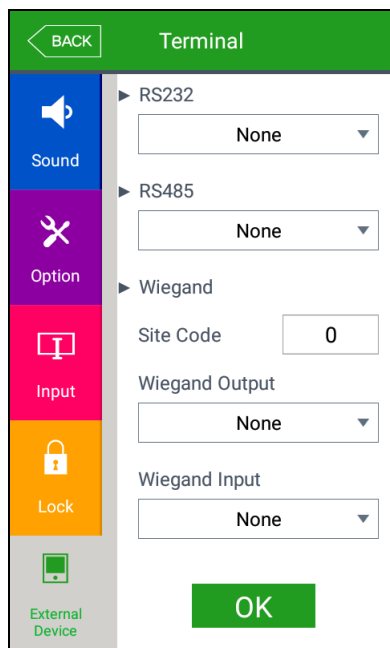 BACK
Terminal
Sound
Option
Input
Lock
External
Device
► RS232
None
► RS485
None
► Wiegand
Site Code 0
Wiegand Output
None
Wiegand Input
None
OK